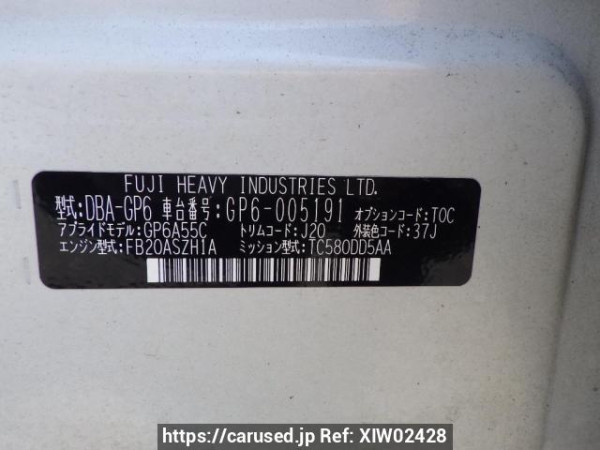 FUJI HEAVY INDUSTRIES LTD.
型式:DBA-GP6 車台番号:GP6-005191 オプションコード:TOC
アプライドモデル:GP6A55C トリムコード:J20 外装色コード:37J
エンジン型式:FB20ASZH1A ミッション型式:TC580DD5AA
https://carused.jp Ref: XIW02428